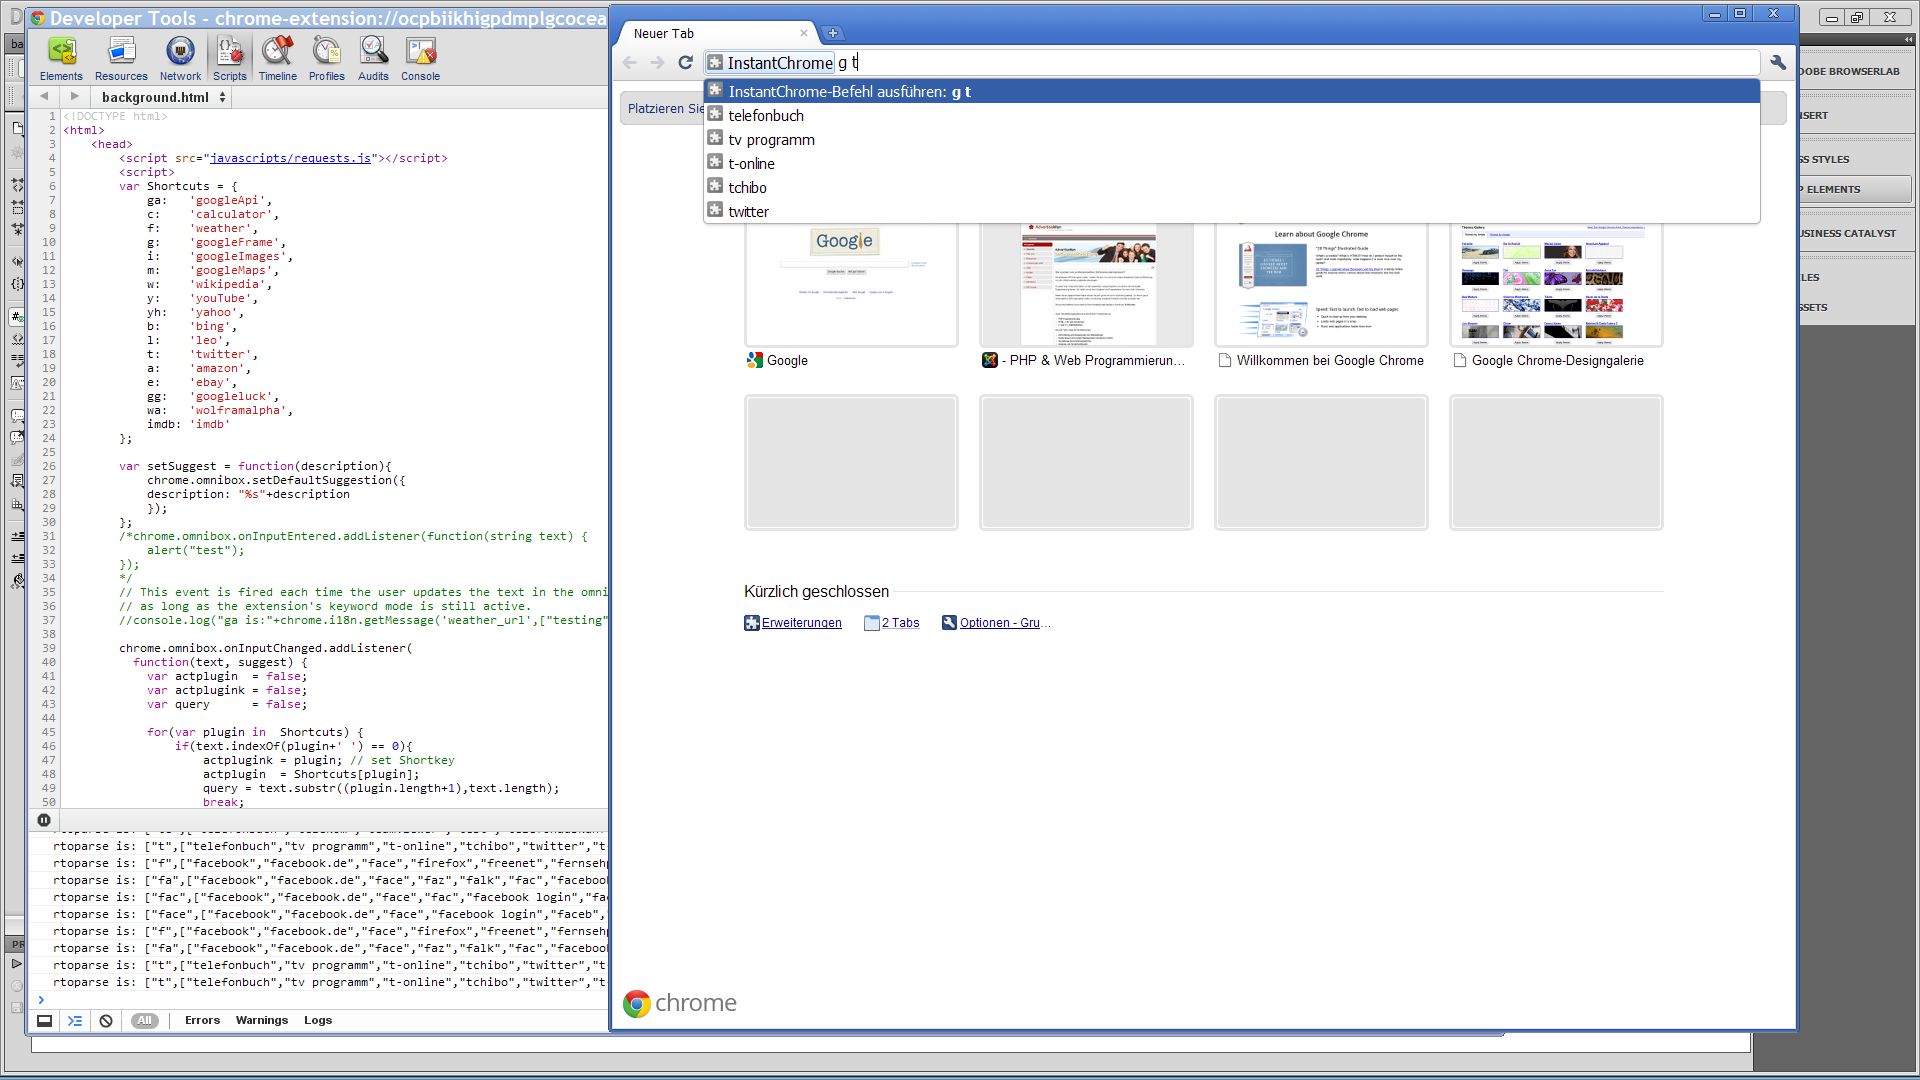 Developer Tools - chrome-extension://ocpbiikhigpdmplgcocea
Elements
Resources
Network
Scripts
Timeline
Profiles
Audits
Console
background.html
1 <!DOCTYPE html>
2 <html>
3 <head>
4 <script src="javascripts/requests.js"></script>
5 <script>
6 var Shortcuts = {
7 ga: 'googleApi',
8 c: 'calculator',
9 f: 'weather',
10 g: 'googleFrame',
11 i: 'googleImages',
12 m: 'googleMaps',
13 w: 'wikipedia',
14 y: 'youTube',
15 yh: 'yahoo',
16 b: 'bing',
17 l: 'leo',
18 t: 'twitter',
19 a: 'amazon',
20 e: 'ebay',
21 gg: 'googleluck',
22 wa: 'wolframalpha',
23 imdb: 'imdb'
24 };
25
26 var setSuggest = function(description){
27 chrome.omnibox.setDefaultSuggestion({
28 description: "%s"+description
29 });
30 };
31 /*chrome.omnibox.onInputEntered.addListener(function(string text) {
32 alert("test");
33 });
34 */
35 // This event is fired each time the user updates the text in the omni
36 // as long as the extension's keyword mode is still active.
37 //console.log("ga is:"+chrome.i18n.getMessage('weather_url',["testing"
38
39 chrome.omnibox.onInputChanged.addListener(
40 function(text, suggest) {
41 var actplugin = false;
42 var actplugink = false;
43 var query = false;
44
45 for(var plugin in Shortcuts) {
46 if(text.indexOf(plugin+' ') == 0){
47 actplugink = plugin; // set Shortkey
48 actplugin = Shortcuts[plugin];
49 query = text.substr((plugin.length+1),text.length);
50 break;
rtoparse is: ["t",["telefonbuch","tv programm","t-online","tchibo","twitter","t-
rtoparse is: ["f",["facebook","facebook.de","face","firefox","freenet","fernseh
rtoparse is: ["fa",["facebook","facebook.de","face","faz","falk","fac","faceboo
rtoparse is: ["fac",["facebook","facebook.de","face","fac","facebook login","fac
rtoparse is: ["face",["facebook","facebook.de","face","facebook login","faceb",
rtoparse is: ["f",["facebook","facebook.de","face","firefox","freenet","fernseh
rtoparse is: ["fa",["facebook","facebook.de","face","faz","falk","fac","faceboo
rtoparse is: ["t",["telefonbuch","tv programm","t-online","tchibo","twitter","t-
rtoparse is: ["t",["telefonbuch","tv programm","t-online","tchibo","twitter","t-
>
All
Errors
Warnings
Logs
Neuer Tab
InstantChrome g t
InstantChrome-Befehl ausführen: g t
telefonbuch
tv programm
t-online
tchibo
twitter
Platzieren Sie
Google
Learn about Google Chrome
Google
- PHP & Web Programmierun...
Willkommen bei Google Chrome
Google Chrome-Designgalerie
Kürzlich geschlossen
Erweiterungen
2 Tabs
Optionen - Gru...
chrome
DOBE BROWSERLAB
NSERT
SS STYLES
P ELEMENTS
USINESS CATALYST
LES
SSETS